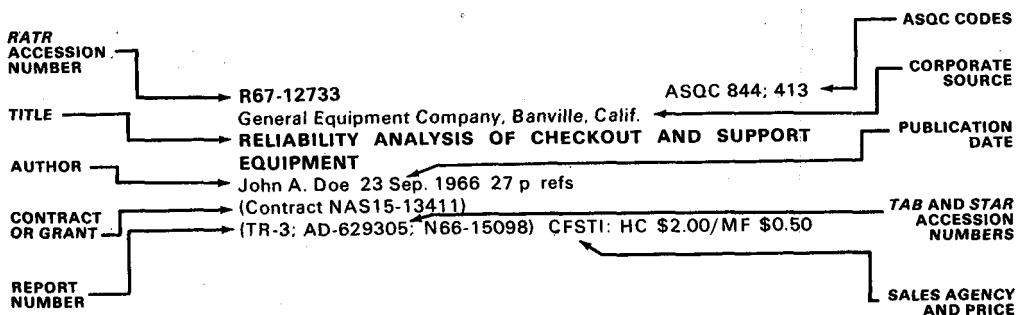 ASQC CODES
RATR
ACCESSION
NUMBER
CORPORATE
SOURCE
R67-12733 ASQC 844; 413
General Equipment Company, Banville, Calif.
TITLE
RELIABILITY ANALYSIS OF CHECKOUT AND SUPPORT
EQUIPMENT
PUBLICATION
DATE
AUTHOR
John A. Doe 23 Sep. 1966 27 p refs
(Contract NAS15-13411)
CONTRACT
OR GRANT
TAB AND STAR
ACCESSION
NUMBERS
(TR-3; AD-629305; N66-15098) CFSTI: HC $2.00/MF $0.50
REPORT
NUMBER
SALES AGENCY
AND PRICE